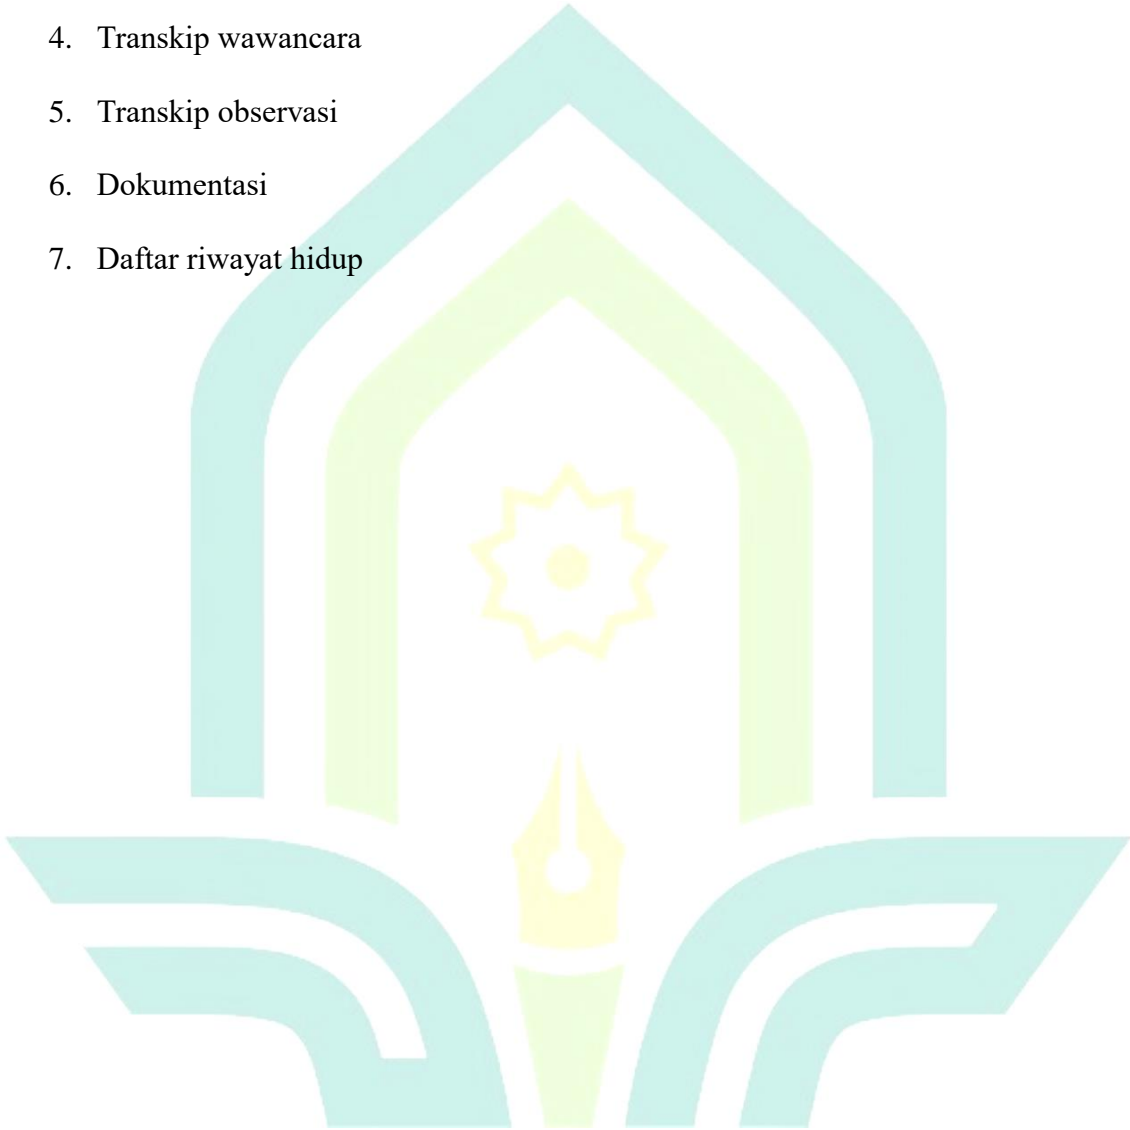 4. Transkip wawancara
5. Transkip observasi
6. Dokumentasi
7. Daftar riwayat hidup